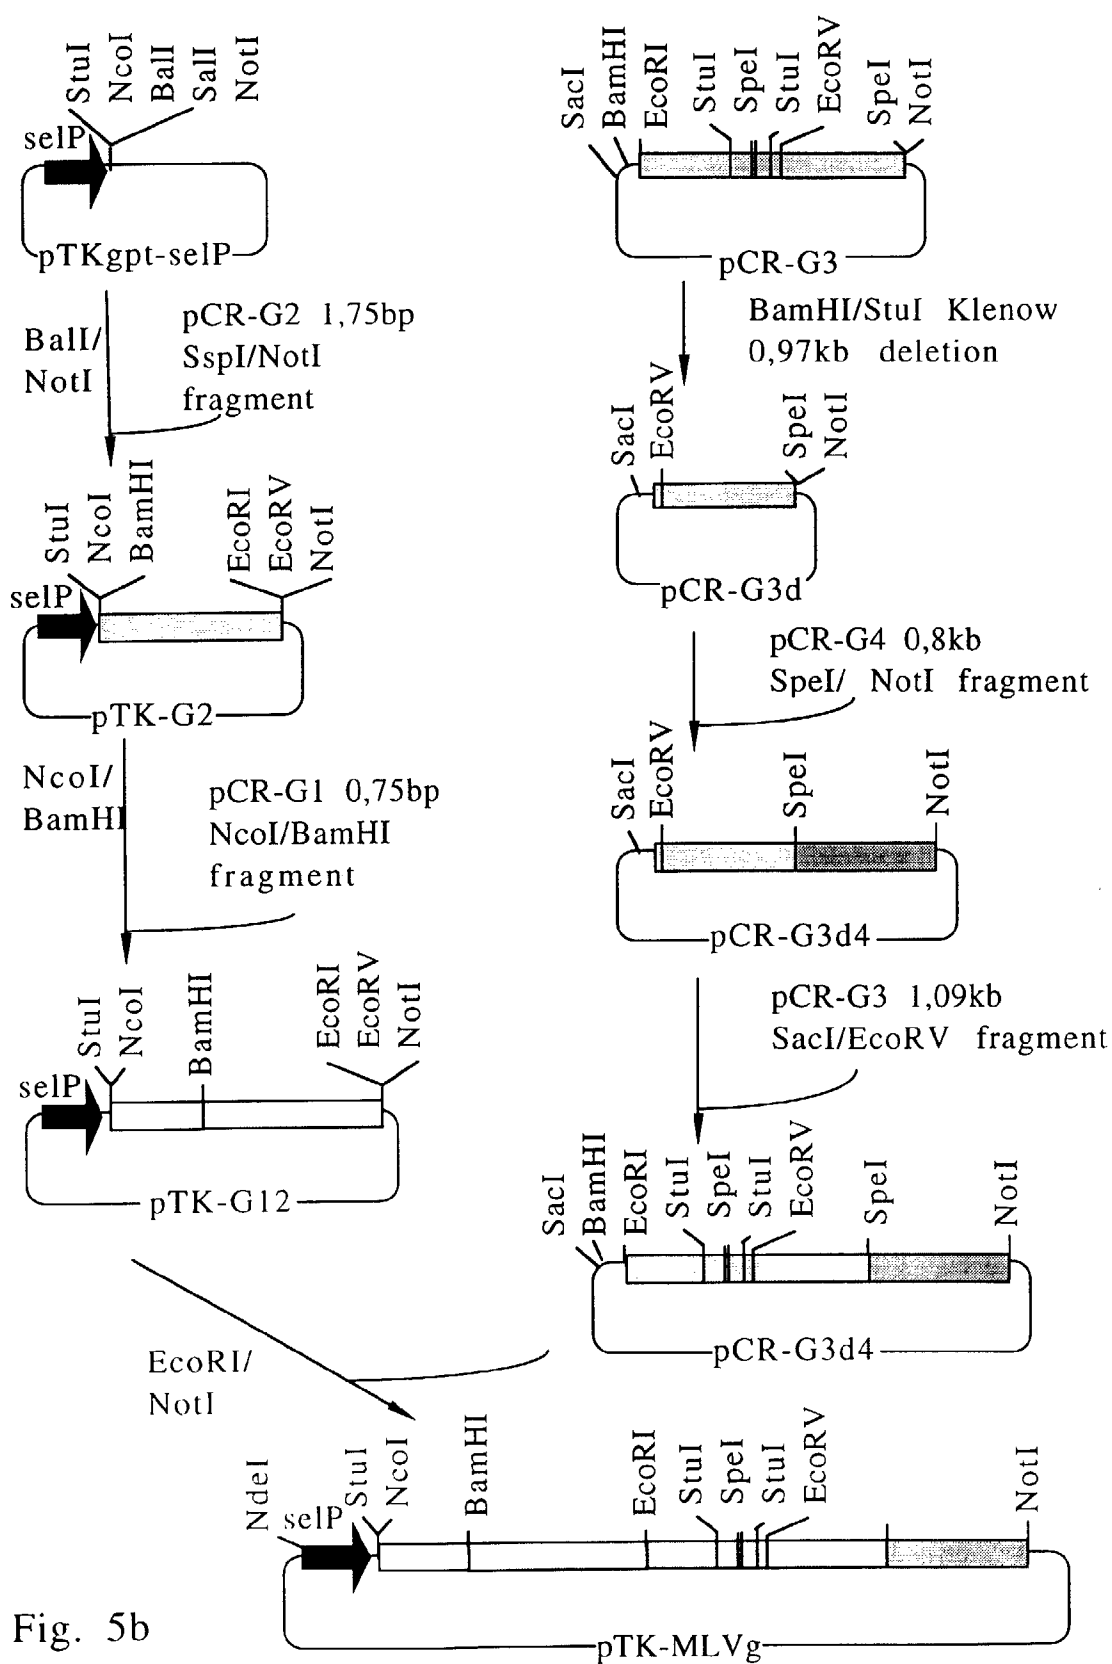 StuI
NcoI
BalI
SalI
NotI
selP
pTKgpt-selP
BalI/
NotI
pCR-G2 1,75bp
SspI/NotI
fragment
StuI
NcoI
BamHI
EcoRI
EcoRV
NotI
selP
pTK-G2
NcoI/
BamHI
pCR-G1 0,75bp
NcoI/BamHI
fragment
StuI
NcoI
BamHI
EcoRI
EcoRV
NotI
selP
pTK-G12
EcoRI/
NotI
SacI
BamHI
EcoRI
StuI
SpeI
StuI
EcoRV
SpeI
NotI
pCR-G3
BamHI/StuI Klenow
0,97kb deletion
SacI
EcoRV
SpeI
NotI
pCR-G3d
pCR-G4 0,8kb
SpeI/ NotI fragment
SacI
EcoRV
SpeI
NotI
pCR-G3d4
pCR-G3 1,09kb
SacI/EcoRV fragment
SacI
BamHI
EcoRI
StuI
SpeI
StuI
EcoRV
SpeI
NotI
pCR-G3d4
NdeI
selP
StuI
NcoI
BamHI
EcoRI
StuI
SpeI
StuI
EcoRV
NotI
pTK-MLVg
Fig. 5b